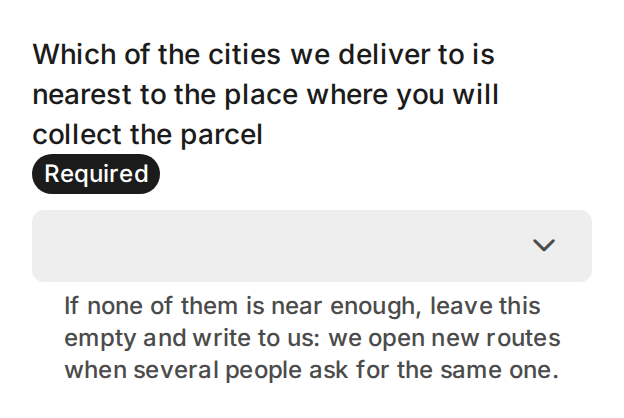 Which of the cities we deliver to is
nearest to the place where you will
collect the parcel
Required
If none of them is near enough, leave this
empty and write to us: we open new routes
when several people ask for the same one.